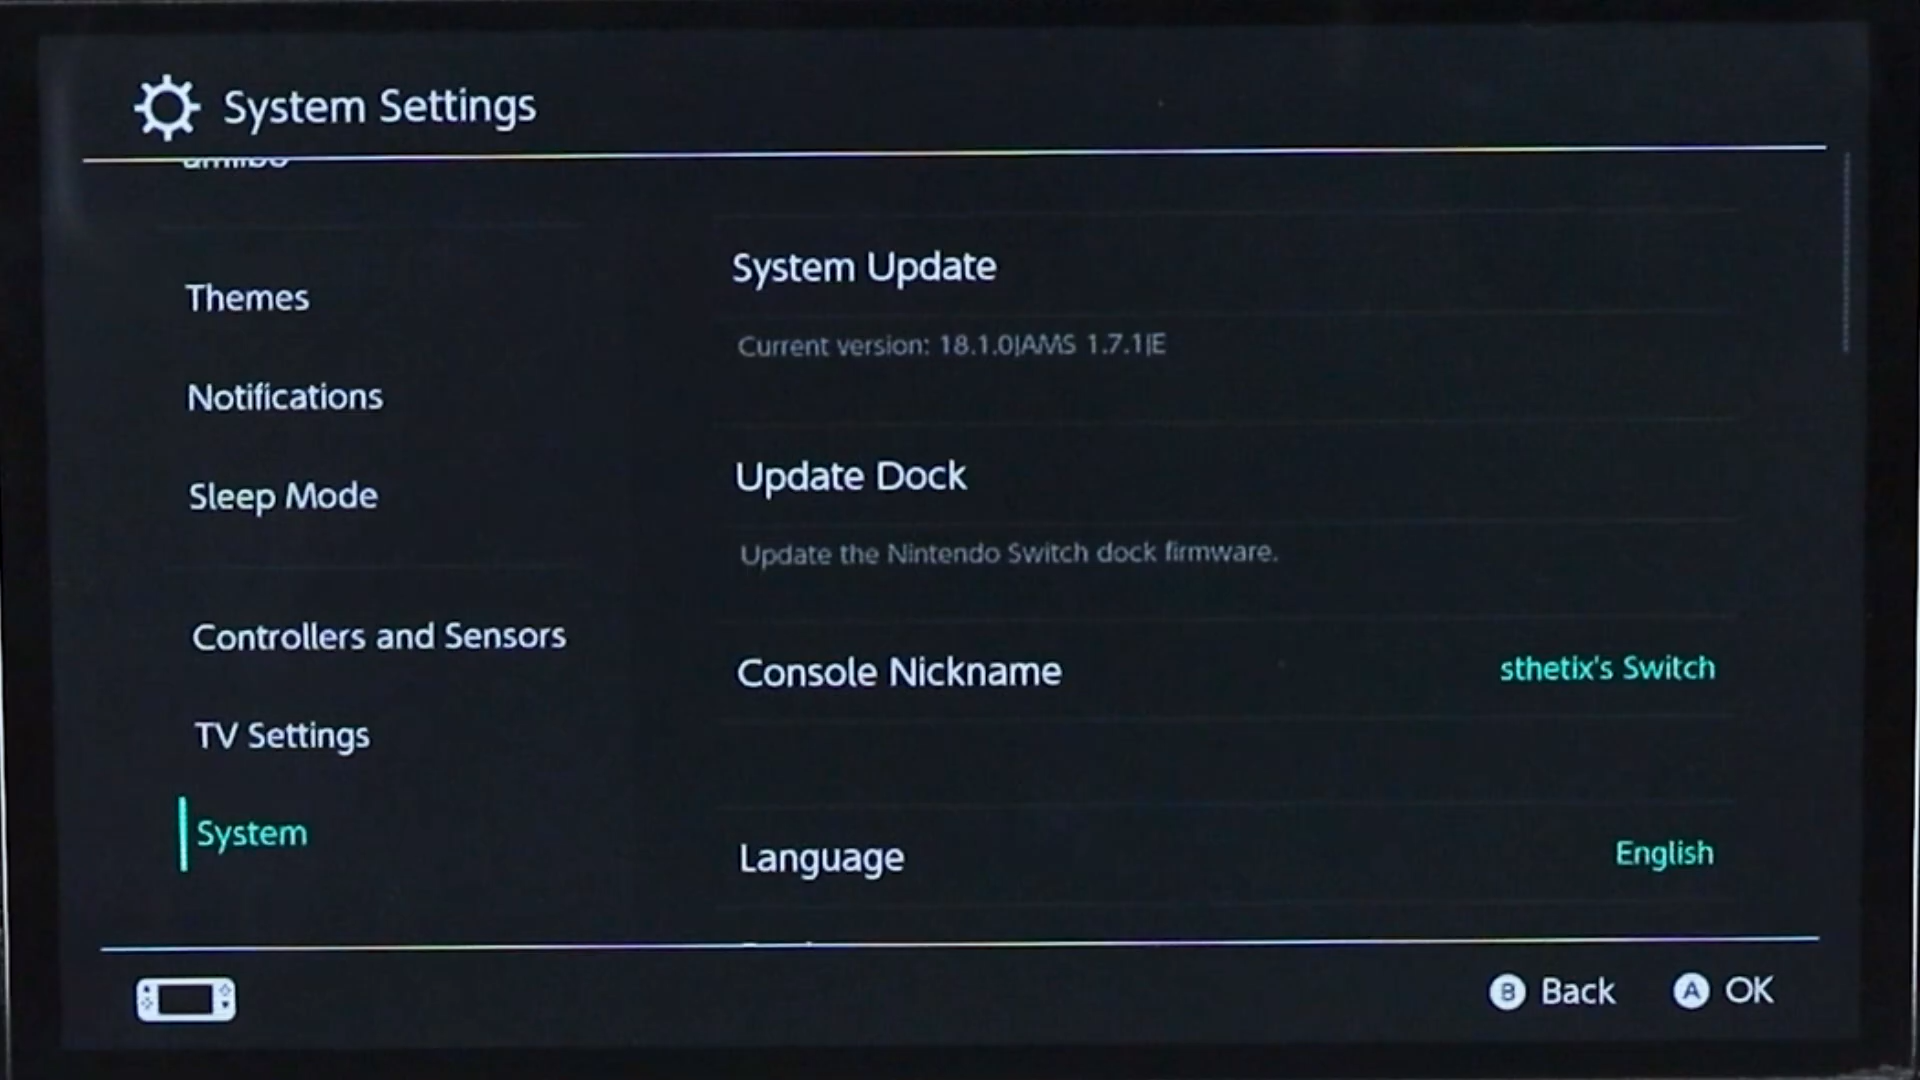 System Settings
amiibo
Themes
Notifications
Sleep Mode
Controllers and Sensors
TV Settings
System
System Update
Current version: 18.1.0|AMS 1.7.1|E
Update Dock
Update the Nintendo Switch dock firmware.
Console Nickname
sthetix's Switch
Language
English
B Back
A OK